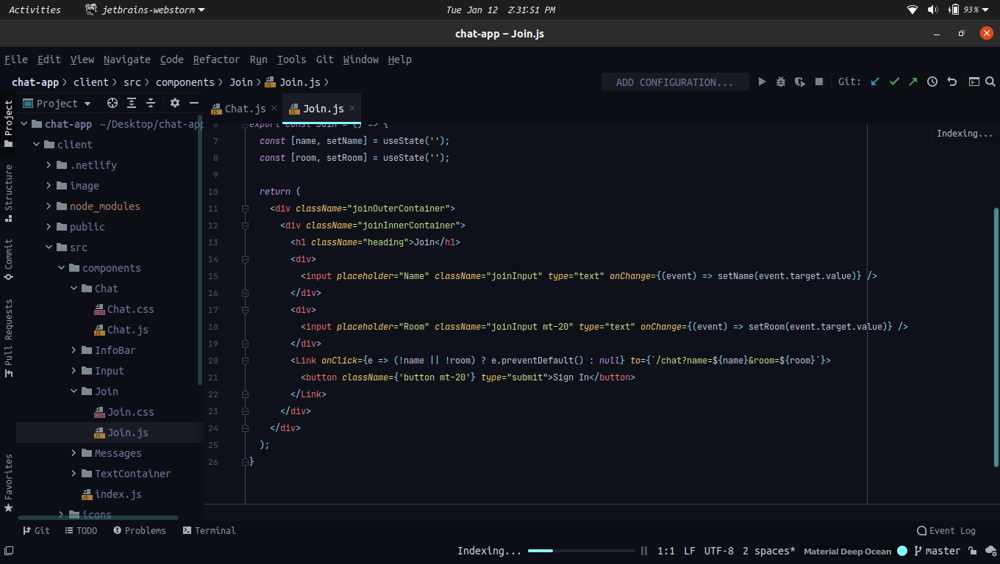 Activities jetbrains-webstorm Tue Jan 12 2:31:51 PM 93%
chat-app – Join.js
File Edit View Navigate Code Refactor Run Tools Git Window Help
chat-app client src components Join Join.js ADD CONFIGURATION... Git:
Project Chat.js Join.js
Project
Structure
Commit
Pull Requests
Favorites
chat-app ~/Desktop/chat-app
client
.netlify
image
node_modules
public
src
components
Chat
Chat.css
Chat.js
InfoBar
Input
Join
Join.css
Join.js
Messages
TextContainer
index.js
icons
Indexing...
6 export const Join = () => {
7 const [name, setName] = useState('');
8 const [room, setRoom] = useState('');
9
10 return (
11 <div className="joinOuterContainer">
12 <div className="joinInnerContainer">
13 <h1 className="heading">Join</h1>
14 <div>
15 <input placeholder="Name" className="joinInput" type="text" onChange={(event) => setName(event.target.value)} />
16 </div>
17 <div>
18 <input placeholder="Room" className="joinInput mt-20" type="text" onChange={(event) => setRoom(event.target.value)} />
19 </div>
20 <Link onClick={e => (!name || !room) ? e.preventDefault() : null} to={`/chat?name=${name}&room=${room}`}>
21 <button className={'button mt-20'} type="submit">Sign In</button>
22 </Link>
23 </div>
24 </div>
25 );
26 }
Git TODO Problems Terminal Event Log
Indexing... 1:1 LF UTF-8 2 spaces* Material Deep Ocean master